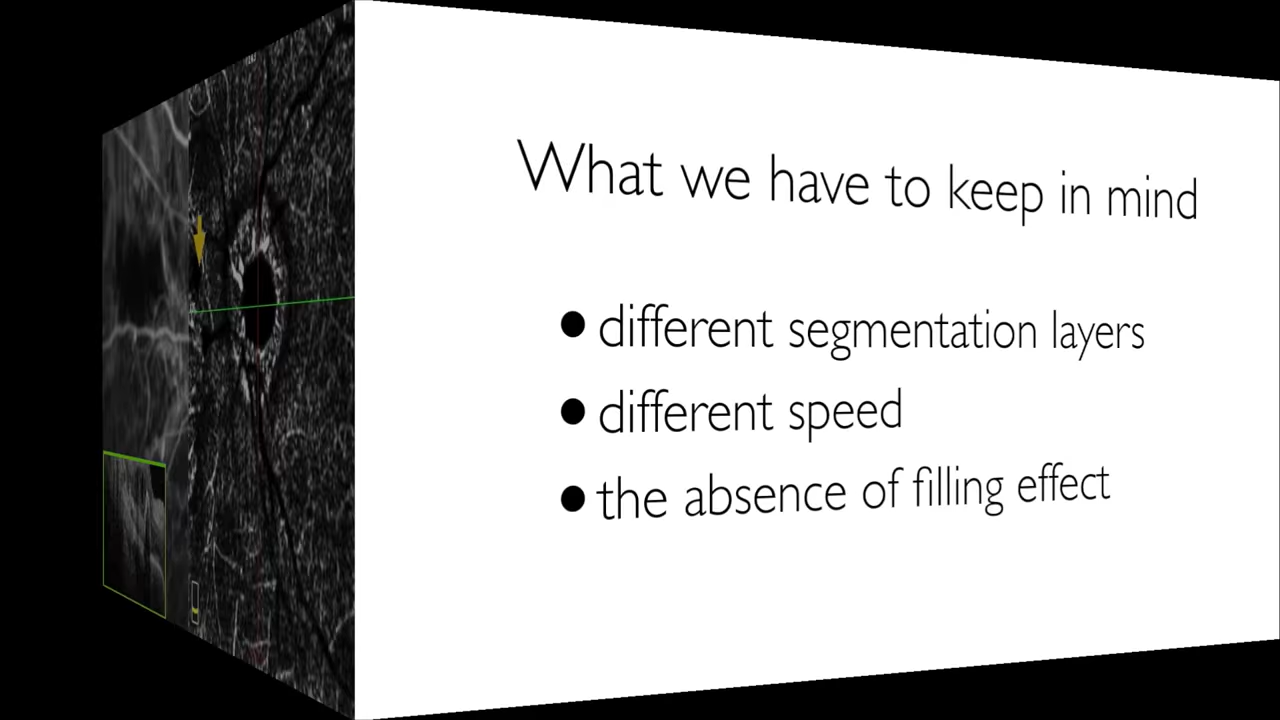 What we have to keep in mind
● different segmentation layers
● different speed
● the absence of filling effect